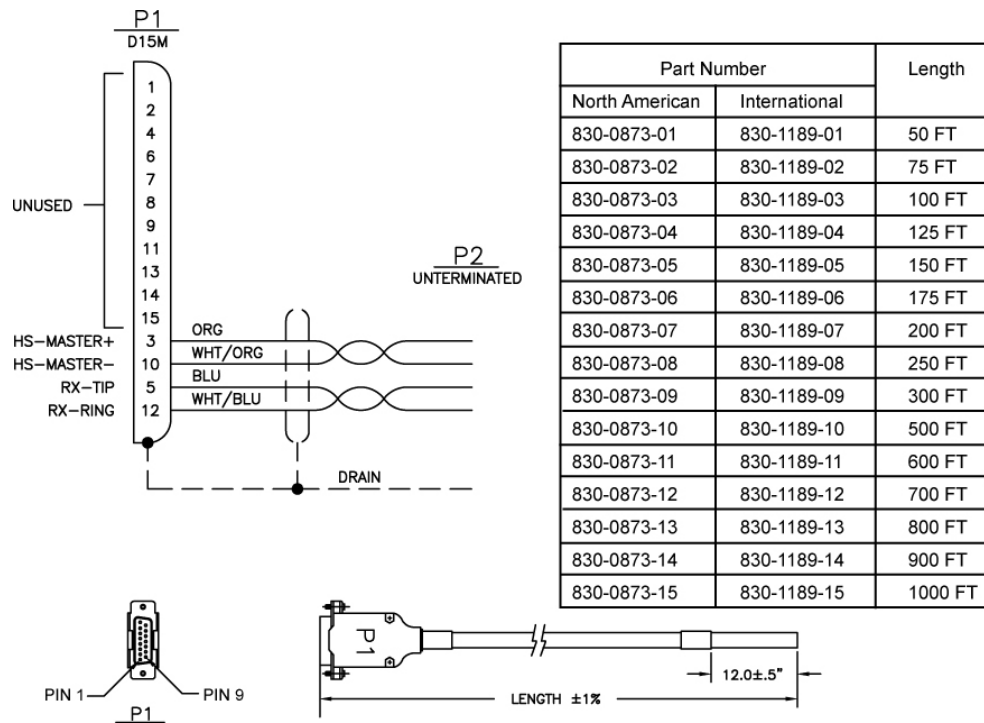 P1
D15M
UNUSED
1
2
4
6
7
8
9
11
13
14
15
HS-MASTER+ 3 ORG
HS-MASTER- 10 WHT/ORG
RX-TIP 5 BLU
RX-RING 12 WHT/BLU
DRAIN
P2
UNTERMINATED
Part Number Length
North American International
830-0873-01 830-1189-01 50 FT
830-0873-02 830-1189-02 75 FT
830-0873-03 830-1189-03 100 FT
830-0873-04 830-1189-04 125 FT
830-0873-05 830-1189-05 150 FT
830-0873-06 830-1189-06 175 FT
830-0873-07 830-1189-07 200 FT
830-0873-08 830-1189-08 250 FT
830-0873-09 830-1189-09 300 FT
830-0873-10 830-1189-10 500 FT
830-0873-11 830-1189-11 600 FT
830-0873-12 830-1189-12 700 FT
830-0873-13 830-1189-13 800 FT
830-0873-14 830-1189-14 900 FT
830-0873-15 830-1189-15 1000 FT
PIN 1 PIN 9
P1
P1
12.0±.5"
LENGTH ±1%